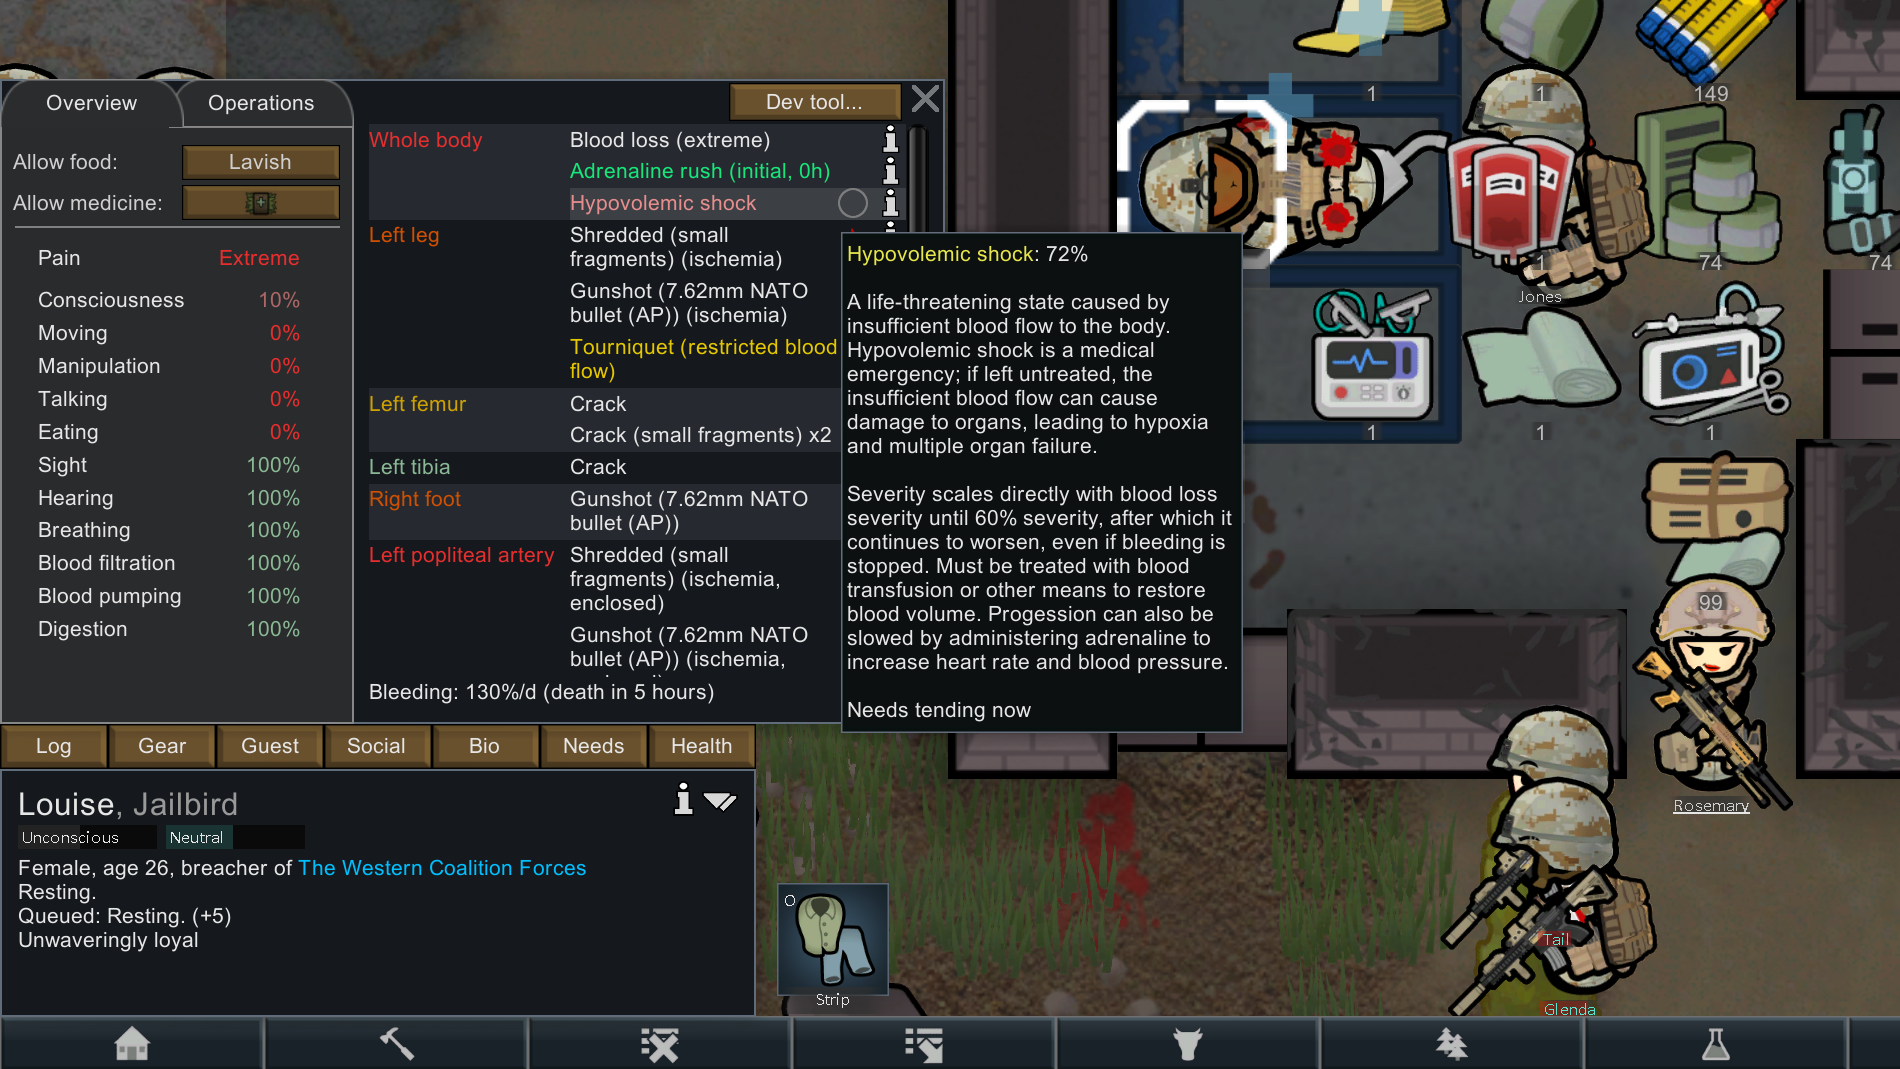 Overview
Operations
Dev tool...
Allow food:
Lavish
Allow medicine:
Pain
Extreme
Consciousness
10%
Moving
0%
Manipulation
0%
Talking
0%
Eating
0%
Sight
100%
Hearing
100%
Breathing
100%
Blood filtration
100%
Blood pumping
100%
Digestion
100%
Whole body
Blood loss (extreme)
Adrenaline rush (initial, 0h)
Hypovolemic shock
Left leg
Shredded (small
fragments) (ischemia)
Gunshot (7.62mm NATO
bullet (AP)) (ischemia)
Tourniquet (restricted blood
flow)
Left femur
Crack
Crack (small fragments) x2
Left tibia
Crack
Right foot
Gunshot (7.62mm NATO
bullet (AP))
Left popliteal artery
Shredded (small
fragments) (ischemia,
enclosed)
Gunshot (7.62mm NATO
bullet (AP)) (ischemia,
Bleeding: 130%/d (death in 5 hours)
Hypovolemic shock: 72%
A life-threatening state caused by
insufficient blood flow to the body.
Hypovolemic shock is a medical
emergency; if left untreated, the
insufficient blood flow can cause
damage to organs, leading to hypoxia
and multiple organ failure.
Severity scales directly with blood loss
severity until 60% severity, after which it
continues to worsen, even if bleeding is
stopped. Must be treated with blood
transfusion or other means to restore
blood volume. Progession can also be
slowed by administering adrenaline to
increase heart rate and blood pressure.
Needs tending now
Log
Gear
Guest
Social
Bio
Needs
Health
Louise, Jailbird
Unconscious
Neutral
Female, age 26, breacher of The Western Coalition Forces
Resting.
Queued: Resting. (+5)
Unwaveringly loyal
Strip
1
1
149
1
74
74
Jones
1
1
1
99
Rosemary
Tail
Glenda